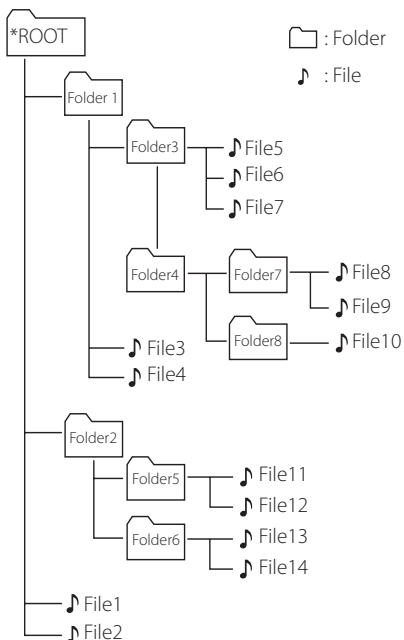 *ROOT
: Folder
: File
Folder 1
Folder3
File5
File6
File7
Folder4
Folder7
File8
File9
Folder8
File10
File3
File4
Folder2
Folder5
File11
File12
Folder6
File13
File14
File1
File2